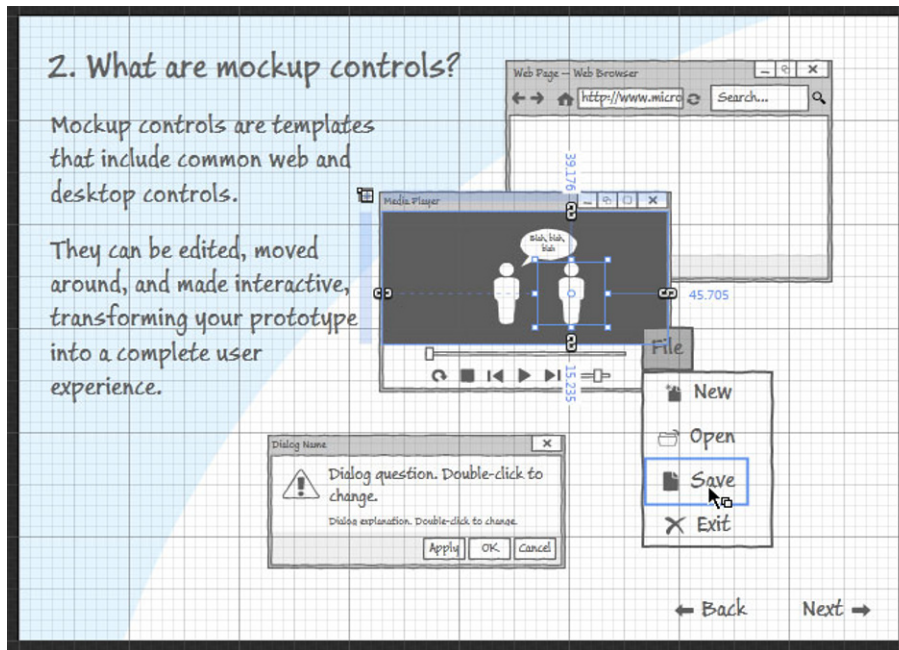 2. What are mockup controls?
Mockup controls are templates
that include common web and
desktop controls.
They can be edited, moved
around, and made interactive,
transforming your prototype
into a complete user
experience.
Web Page – Web Browser
http://www.micro
Search...
39.176
Media Player
Blah, blah,
blah
45.705
15.235
File
New
Open
Save
Exit
Dialog Name
Dialog question. Double-click to
change.
Dialog explanation. Double-click to change.
Apply OK Cancel
Back Next